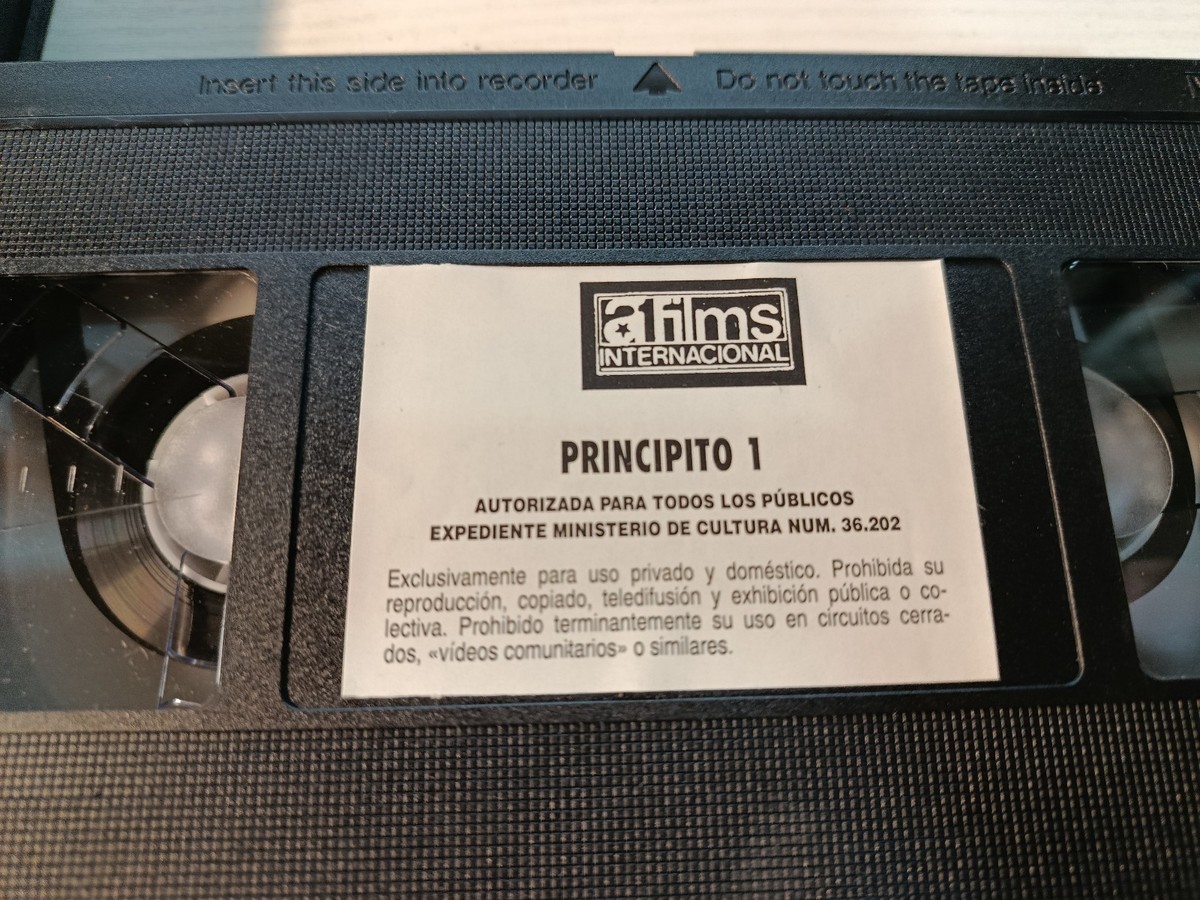 Insert this side into recorder Do not touch the tape inside
a films
INTERNACIONAL
PRINCIPITO 1
AUTORIZADA PARA TODOS LOS PÚBLICOS
EXPEDIENTE MINISTERIO DE CULTURA NUM. 36.202
Exclusivamente para uso privado y doméstico. Prohibida su
reproducción, copiado, teledifusión y exhibición pública o co-
lectiva. Prohibido terminantemente su uso en circuitos cerra-
dos, «vídeos comunitarios» o similares.